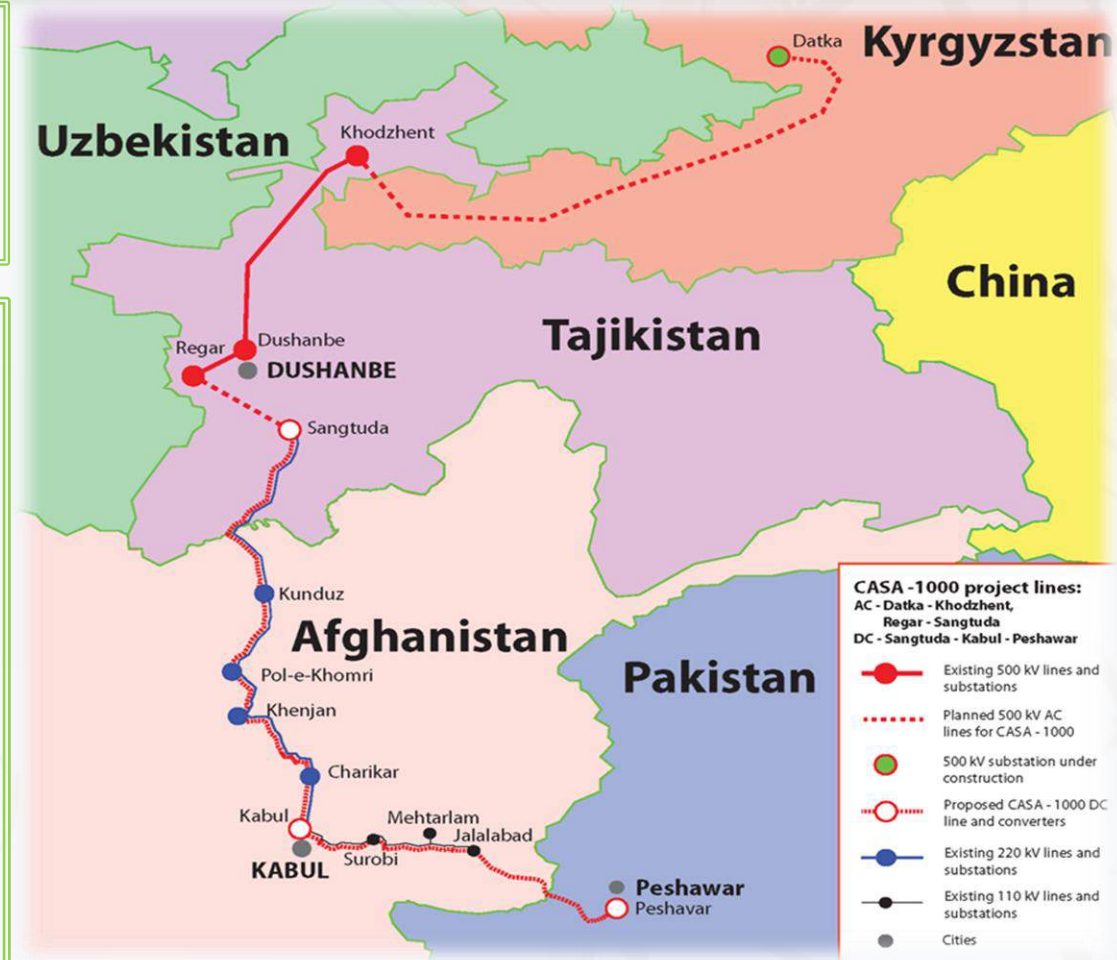 Datka
Kyrgyzstan
Uzbekistan
Khodzhent
China
Tajikistan
Regar
Dushanbe
DUSHANBE
Sangtuda
Kunduz
Afghanistan
Pol-e-Khomri
Pakistan
Khenjan
Charikar
Kabul
Mehtarlam
Jalalabad
Surobi
KABUL
Peshawar
Peshavar
CASA -1000 project lines:
AC - Datka - Khodzhent,
Regar - Sangtuda
DC - Sangtuda - Kabul - Peshawar
Existing 500 kV lines and
substations
Planned 500 kV AC
lines for CASA - 1000
500 kV substation under
construction
Proposed CASA - 1000 DC
line and converters
Existing 220 kV lines and
substations
Existing 110 kV lines and
substations
Cities